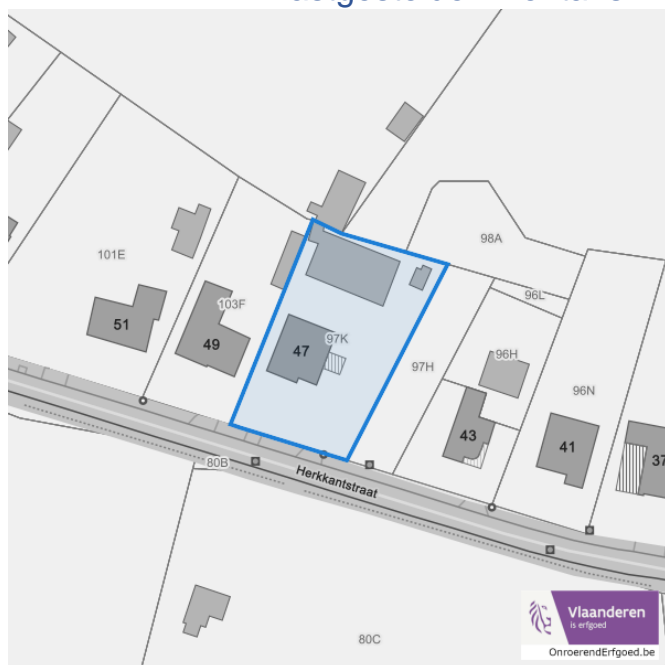 98A
101E
96L
103F
51
49
47
97K
97H
96H
96N
43
41
37
80B
Herkkantstraat
80C
Vlaanderen
is erfgoed
OnroerendErfgoed.be